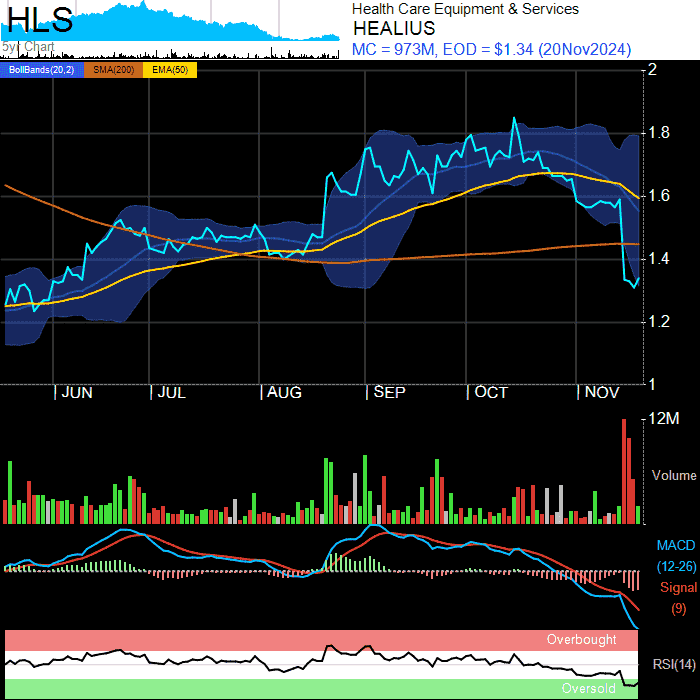 HLS
5yr Chart
Health Care Equipment & Services
HEALIUS
MC = 973M, EOD = $1.34 (20Nov2024)
BollBands(20,2) SMA(200) EMA(50)
2
1.8
1.6
1.4
1.2
1
JUN JUL AUG SEP OCT NOV
12M
Volume
MACD
(12-26)
Signal
(9)
Overbought
RSI(14)
Oversold